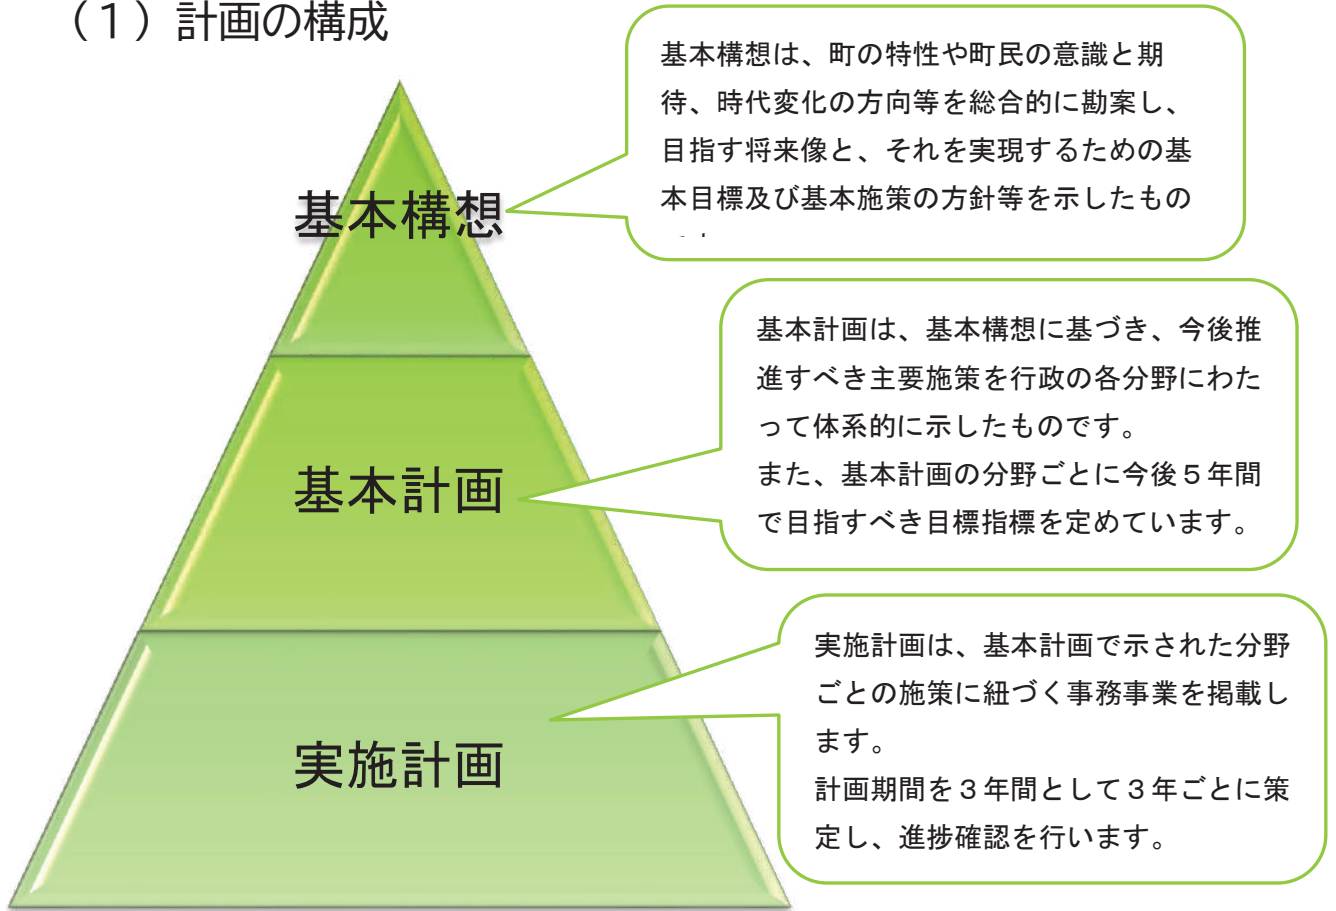 （１）計画の構成
基本構想は、町の特性や町民の意識と期
待、時代変化の方向等を総合的に勘案し、
目指す将来像と、それを実現するための基
本目標及び基本施策の方針等を示したもの
基本構想
基本計画は、基本構想に基づき、今後推
進すべき主要施策を行政の各分野にわた
って体系的に示したものです。
また、基本計画の分野ごとに今後５年間
で目指すべき目標指標を定めています。
基本計画
実施計画は、基本計画で示された分野
ごとの施策に紐づく事務事業を掲載し
ます。
計画期間を３年間として３年ごとに策
定し、進捗確認を行います。
実施計画